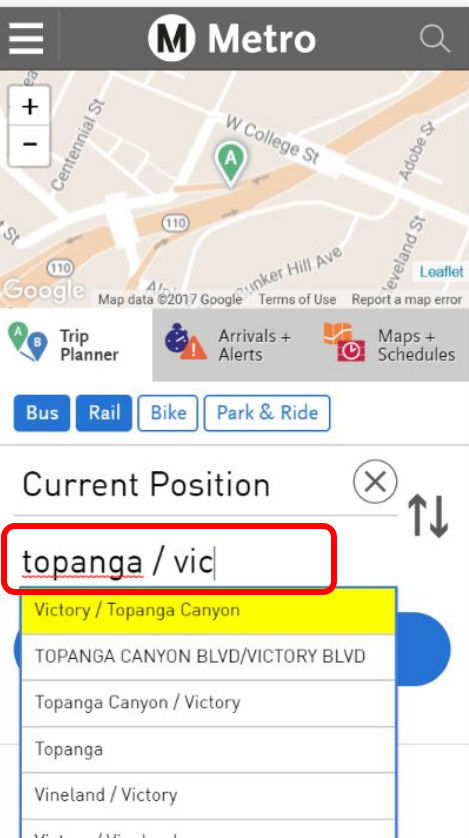 M Metro
+
−
Centennial St
W College St
Adobe St
A
110
110
Bunker Hill Ave
Cleveland St
Leaflet
Google
Map data ©2017 Google Terms of Use Report a map error
A B Trip Planner
Arrivals + Alerts
Maps + Schedules
Bus Rail Bike Park & Ride
Current Position
topanga / vic
Victory / Topanga Canyon
TOPANGA CANYON BLVD/VICTORY BLVD
Topanga Canyon / Victory
Topanga
Vineland / Victory